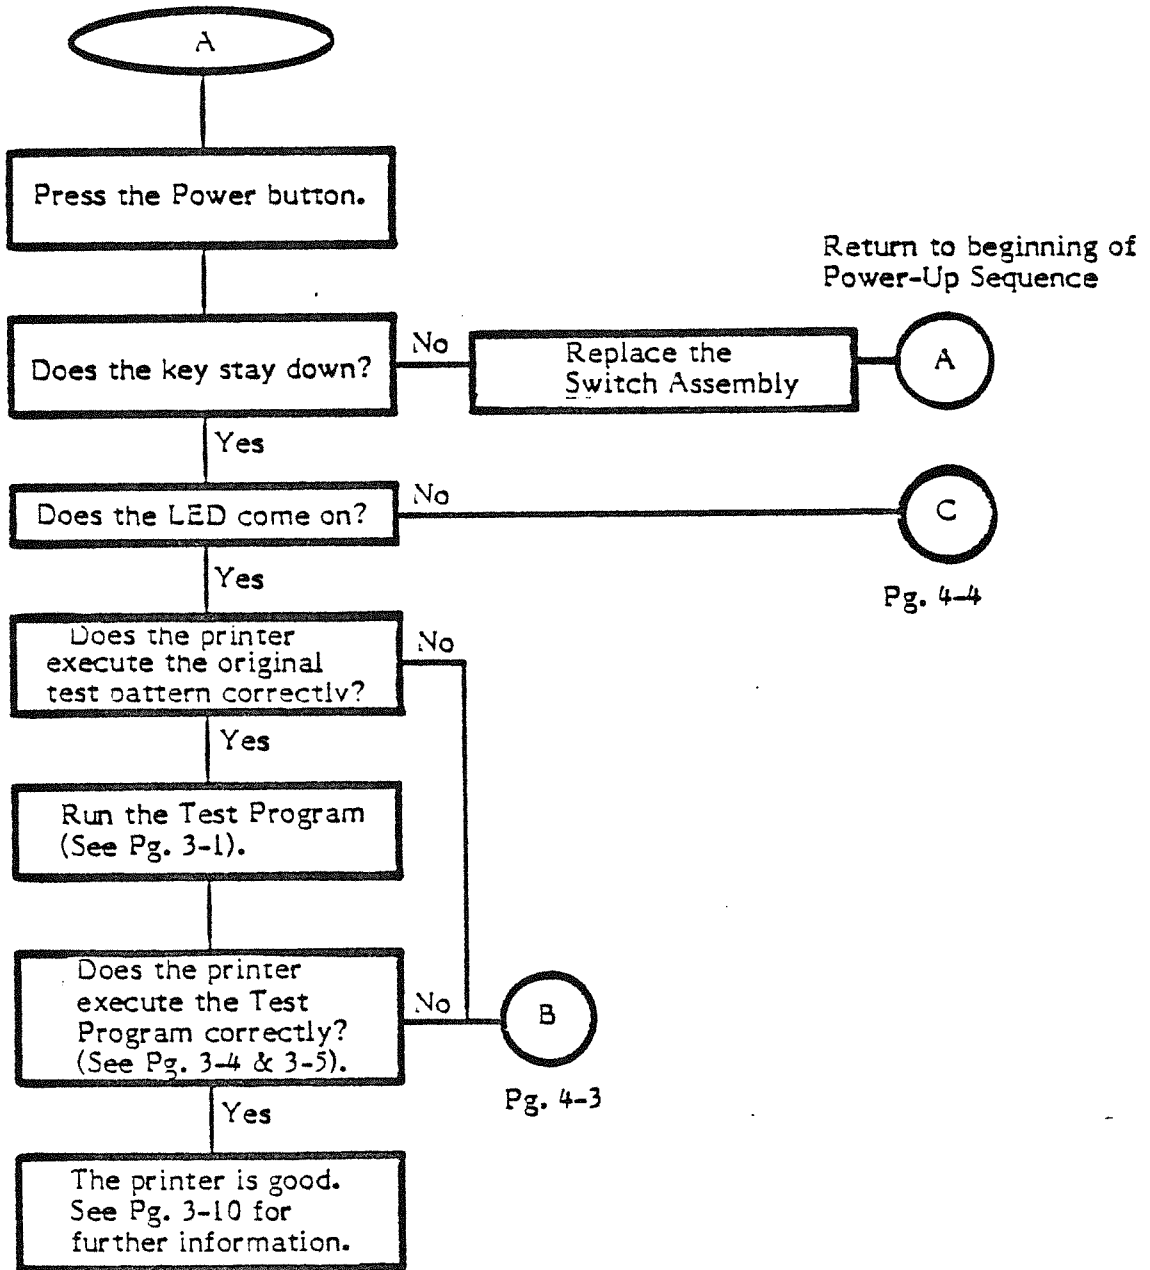 A
Press the Power button.
Return to beginning of
Power-Up Sequence
Does the key stay down?
No
Replace the
Switch Assembly
A
Yes
Does the LED come on?
No
C
Pg. 4-4
Yes
Does the printer
execute the original
test pattern correctly?
No
Yes
Run the Test Program
(See Pg. 3-1).
Does the printer
execute the Test
Program correctly?
(See Pg. 3-4 & 3-5).
No
B
Pg. 4-3
Yes
The printer is good.
See Pg. 3-10 for
further information.